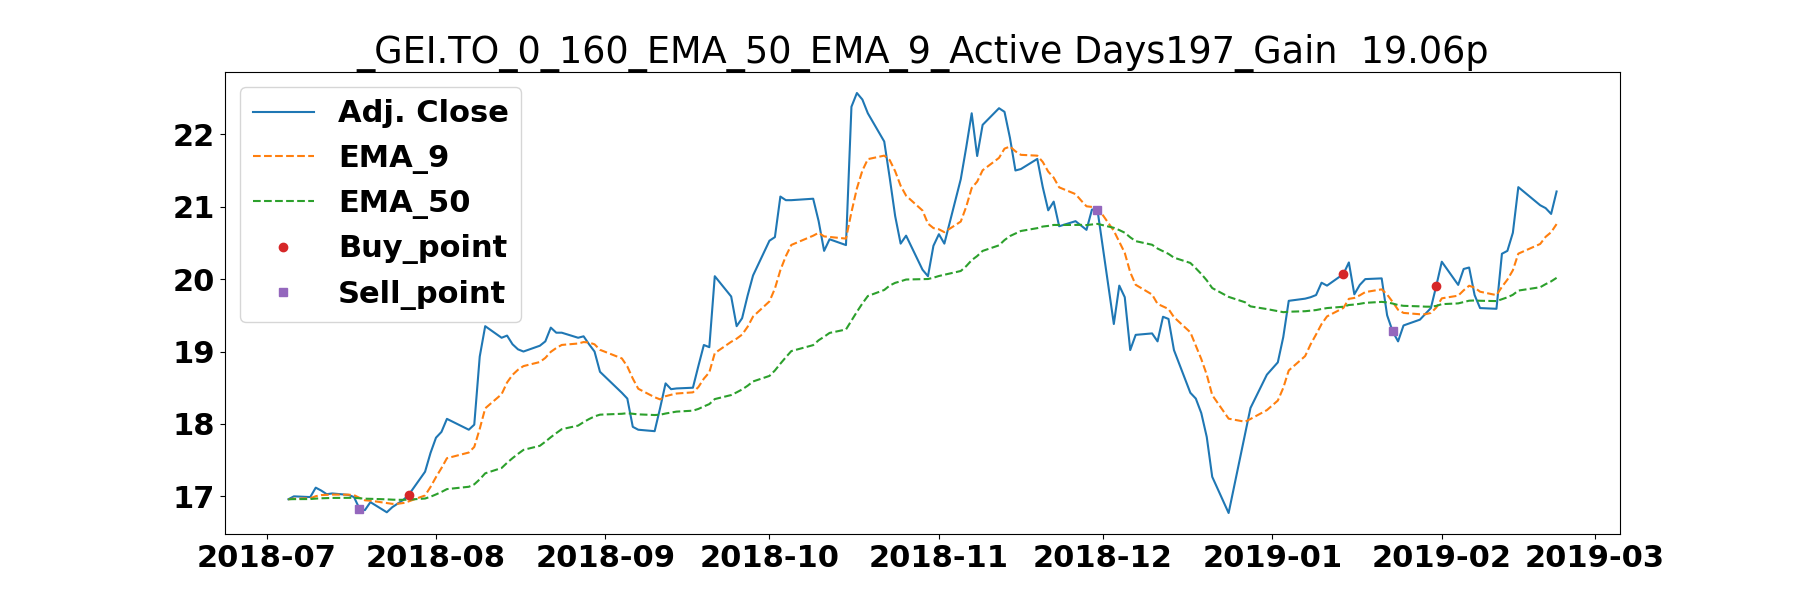 _GEI.TO_0_160_EMA_50_EMA_9_Active Days197_Gain  19.06p
Adj. Close
EMA_9
EMA_50
Buy_point
Sell_point
22
21
20
19
18
17
2018-07 2018-08 2018-09 2018-10 2018-11 2018-12 2019-01 2019-02 2019-03